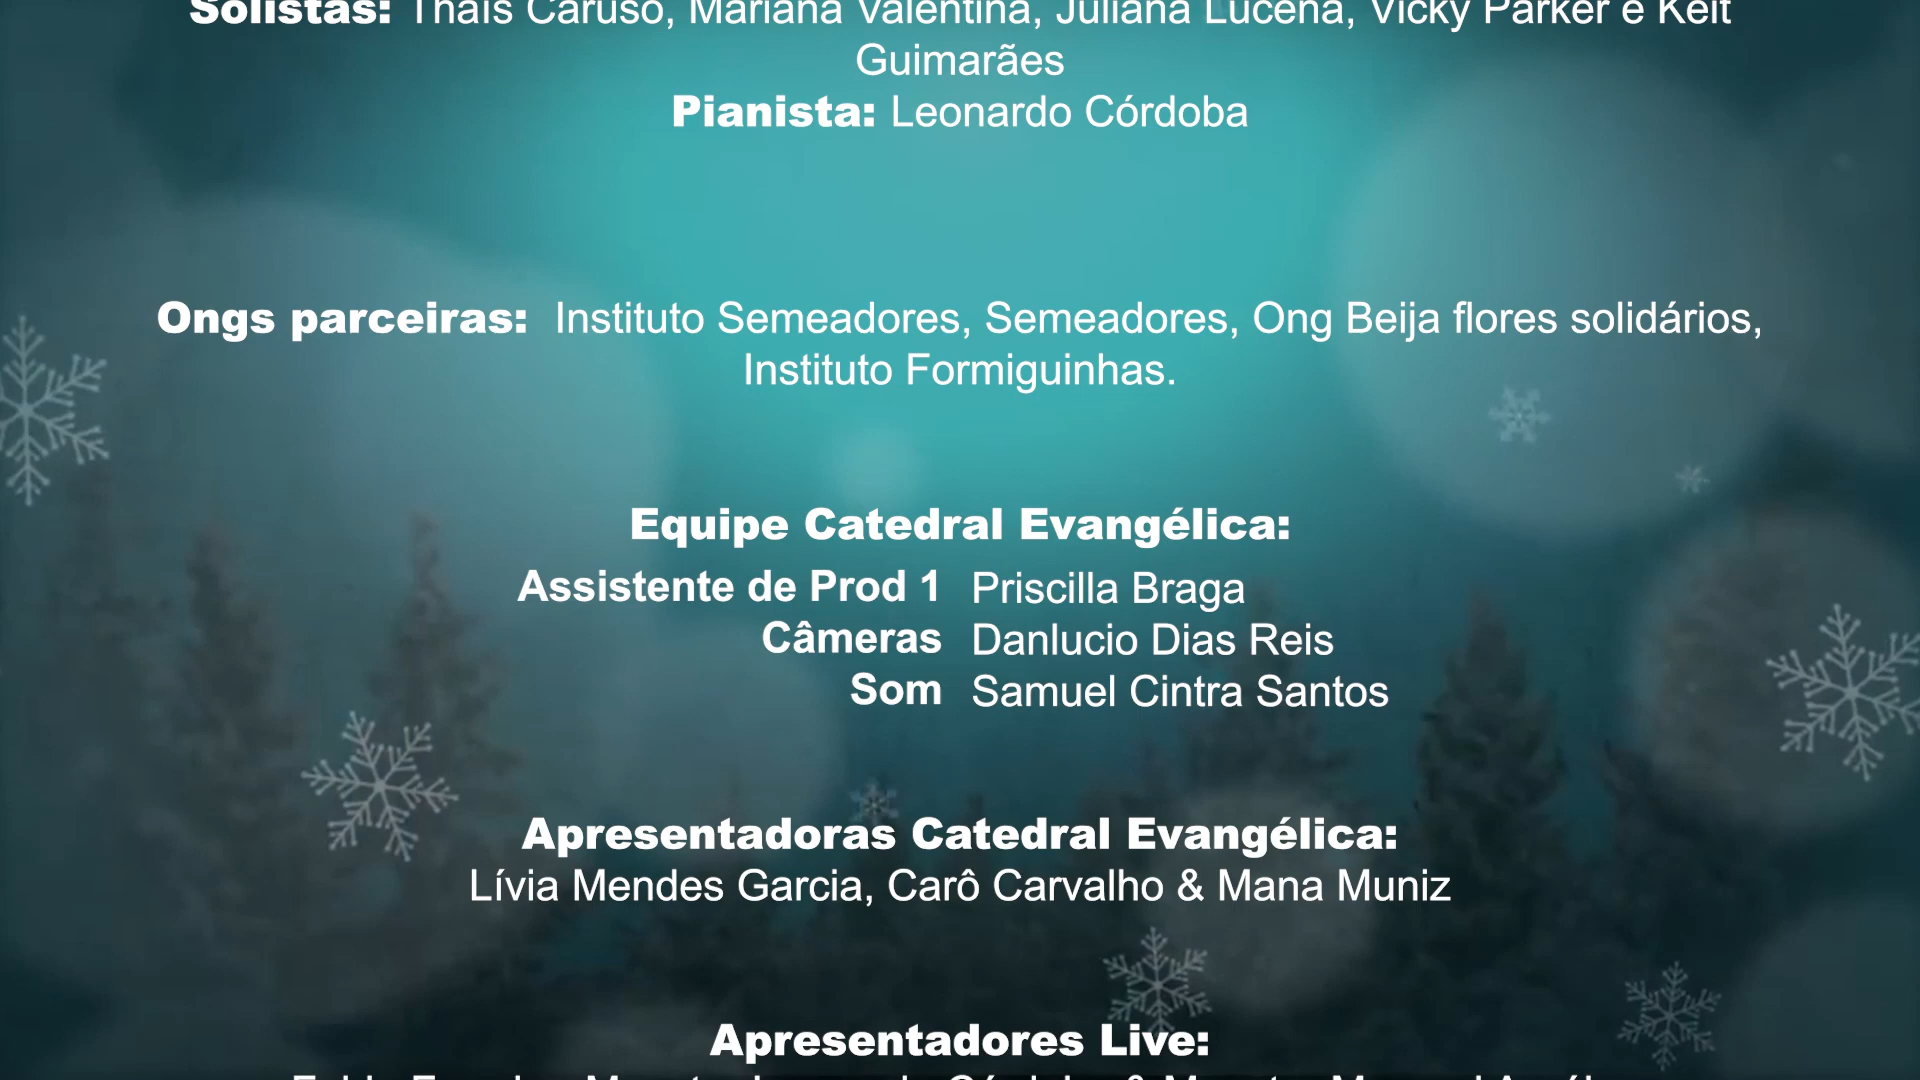 Solistas: Thaís Caruso, Mariana Valentina, Juliana Lucena, Vicky Parker e Keit
Guimarães
Pianista: Leonardo Córdoba
Ongs parceiras: Instituto Semeadores, Semeadores, Ong Beija flores solidários,
Instituto Formiguinhas.
Equipe Catedral Evangélica:
Assistente de Prod 1 Priscilla Braga
Câmeras Danlucio Dias Reis
Som Samuel Cintra Santos
Apresentadoras Catedral Evangélica:
Lívia Mendes Garcia, Carô Carvalho & Mana Muniz
Apresentadores Live: